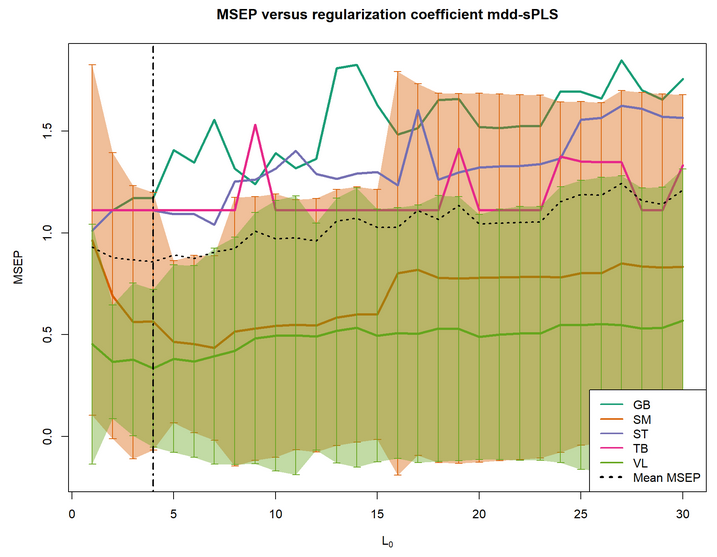 MSEP versus regularization coefficient mdd-sPLS
MSEP
1.5
1.0
0.5
0.0
GB
SM
ST
TB
VL
Mean MSEP
0 5 10 15 20 25 30
L0